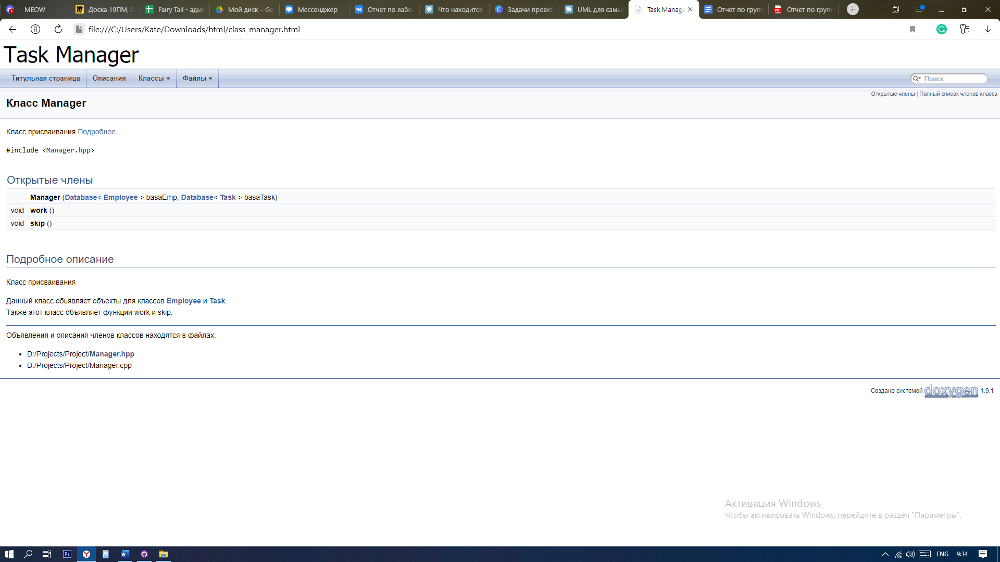 MEOW
Доска 19ПМ, С
Fairy Tail - адми
Мой диск – Go
Мессенджер
Отчет по лабе
Что находится
Задачи проект
UML для самых
Task Manage
Отчет по групп
Отчет по групп
file:///C:/Users/Kate/Downloads/html/class_manager.html
Task Manager
Титульная страница
Описания
Классы
Файлы
Поиск
Открытые члены | Полный список членов класса
Класс Manager
Класс присваивания Подробнее...
#include <Manager.hpp>
Открытые члены
Manager (Database< Employee > basaEmp, Database< Task > basaTask)
void work ()
void skip ()
Подробное описание
Класс присваивания
Данный класс обьявляет объекты для классов Employee и Task.
Также этот класс объявляет функции work и skip.
Объявления и описания членов классов находятся в файлах:
• D:/Projects/Project/Manager.hpp
• D:/Projects/Project/Manager.cpp
Создано системой doxygen 1.9.1
Активация Windows
Чтобы активировать Windows, перейдите в раздел "Параметры".
ENG
9:34